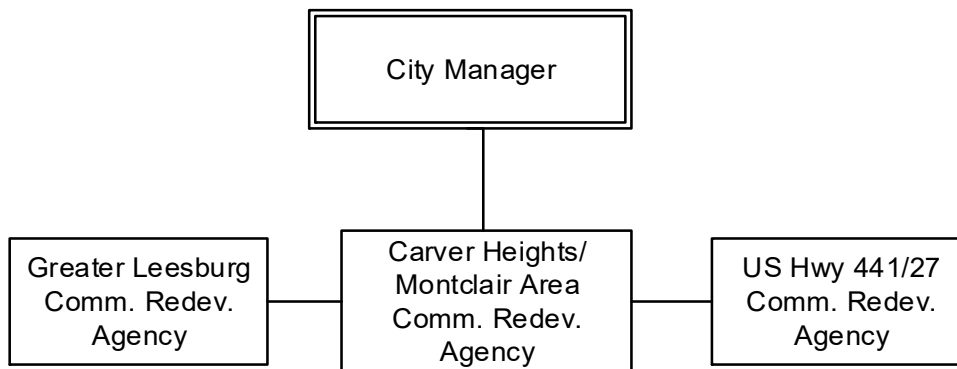 City Manager
Greater Leesburg
Comm. Redev.
Agency
Carver Heights/
Montclair Area
Comm. Redev.
Agency
US Hwy 441/27
Comm. Redev.
Agency